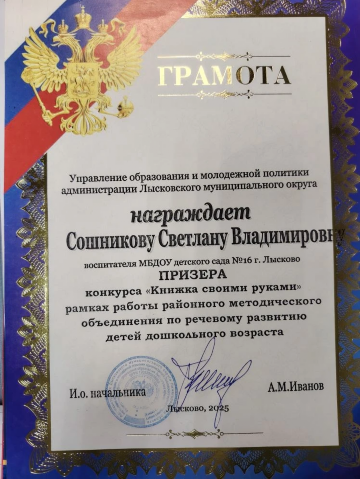 ГРАМОТА
Управление образования и молодежной политики
администрации Лысковского муниципального округа
награждает
Сошникову Светлану Владимировну
воспитателя МБДОУ детского сада №16 г. Лысково
ПРИЗЕРА
конкурса «Книжка своими руками»
рамках работы районного методического
объединения по речевому развитию
детей дошкольного возраста
И.о. начальника А.М.Иванов
Лысково, 2025